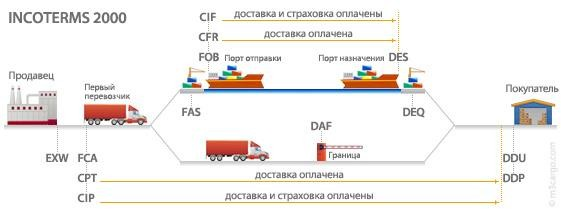 INCOTERMS 2000
CIF доставка и страховка оплачены
CFR доставка оплачена
FOB Порт отправки Порт назначения DES
Продавец
Первый
перевозчик
Покупатель
FAS DEQ
DAF
Граница
EXW FCA DDU
CPT доставка оплачена DDP
CIP доставка и страховка оплачены
© m3cargo.com